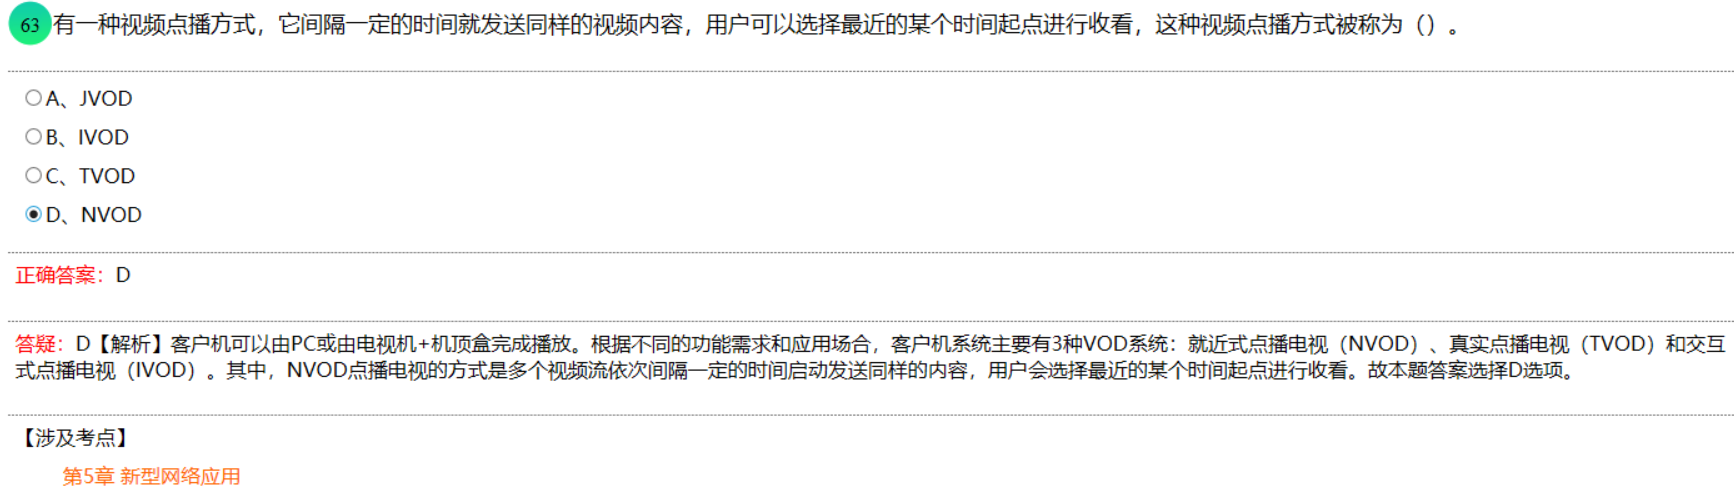 63 有一种视频点播方式，它间隔一定的时间就发送同样的视频内容，用户可以选择最近的某个时间起点进行收看，这种视频点播方式被称为（）。
A、JVOD
B、IVOD
C、TVOD
D、NVOD
正确答案：D
答疑：D【解析】客户机可以由PC或由电视机+机顶盒完成播放。根据不同的功能需求和应用场合，客户机系统主要有3种VOD系统：就近式点播电视（NVOD）、真实点播电视（TVOD）和交互
式点播电视（IVOD）。其中，NVOD点播电视的方式是多个视频流依次间隔一定的时间启动发送同样的内容，用户会选择最近的某个时间起点进行收看。故本题答案选择D选项。
【涉及考点】
第5章 新型网络应用